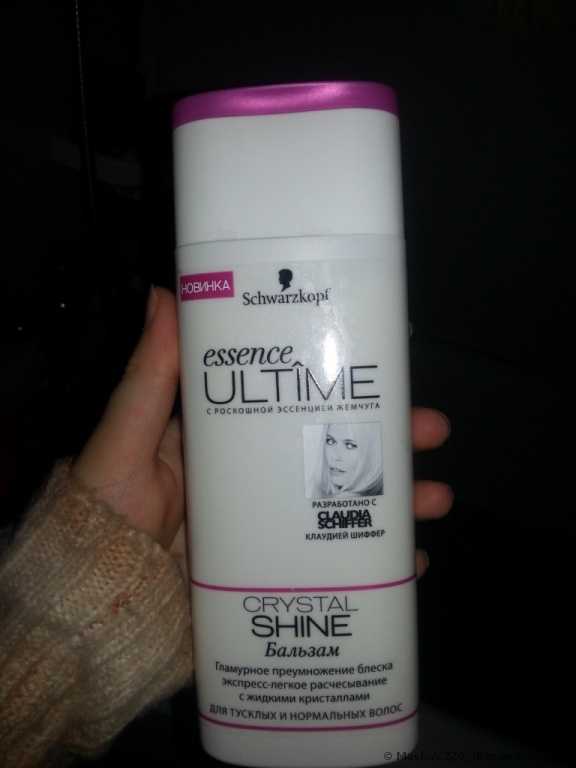 НОВИНКА
Schwarzkopf
essence
ULTÎME
С РОСКОШНОЙ ЭССЕНЦИЕЙ ЖЕМЧУГА
РАЗРАБОТАНО С
CLAUDIA
SCHIFFER
КЛАУДИЕЙ ШИФФЕР
CRYSTAL
SHINE
Бальзам
Гламурное преумножение блеска
экспресс-легкое расчесывание
с жидкими кристаллами
ДЛЯ ТУСКЛЫХ И НОРМАЛЬНЫХ ВОЛОС